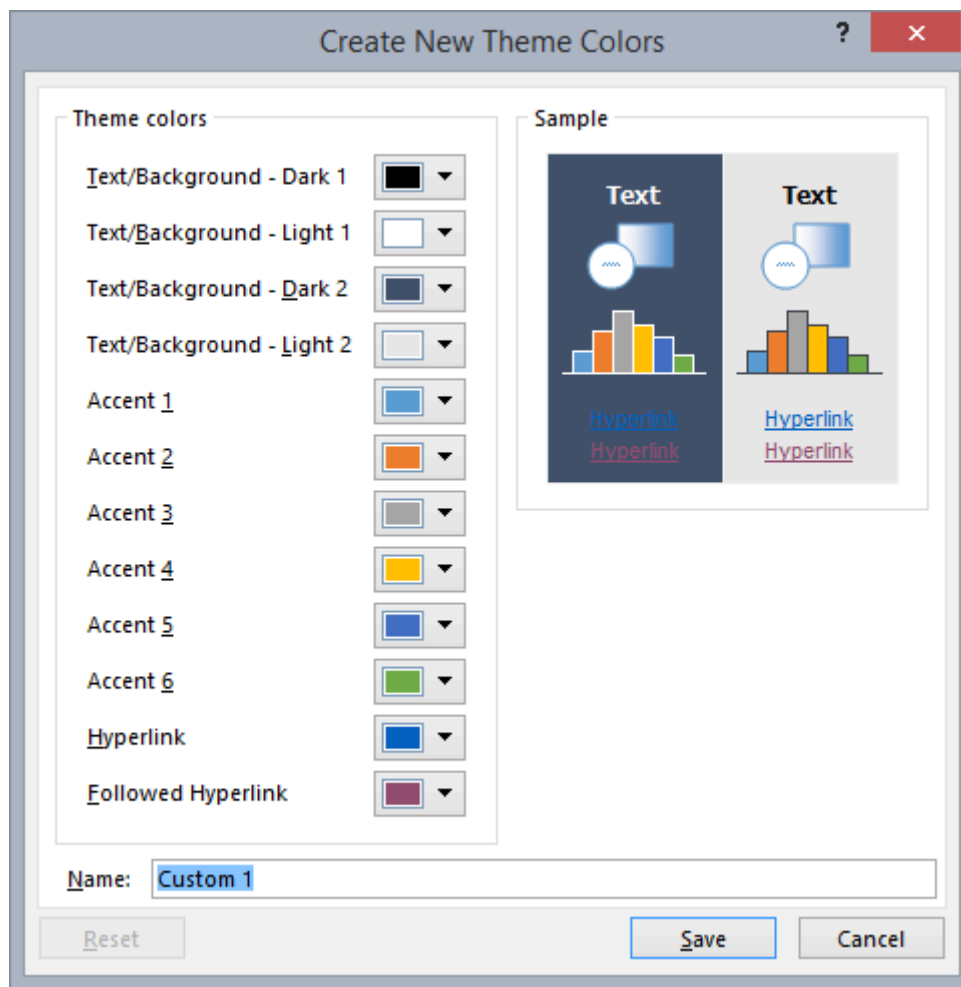 Create New Theme Colors ?
Theme colors
Text/Background - Dark 1
Text/Background - Light 1
Text/Background - Dark 2
Text/Background - Light 2
Accent 1
Accent 2
Accent 3
Accent 4
Accent 5
Accent 6
Hyperlink
Followed Hyperlink
Sample
Text Text
Hyperlink Hyperlink
Hyperlink Hyperlink
Name: Custom 1
Reset Save Cancel